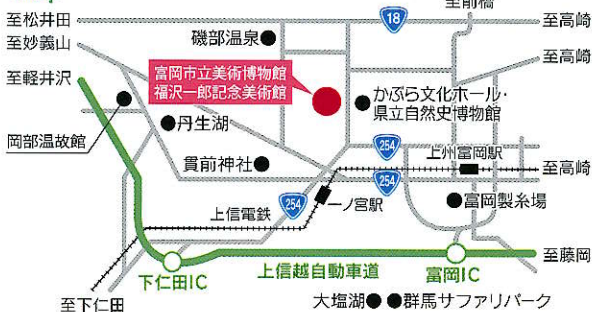 至前橋
至松井田
18
至高崎
至妙義山
磯部温泉
至高崎
富岡市立美術博物館
福沢一郎記念美術館
至軽井沢
かぶら文化ホール・
県立自然史博物館
丹生湖
岡部温故館
254
上州富岡駅
貫前神社
至高崎
254
254
一ノ宮駅
富岡製糸場
上信電鉄
至藤岡
下仁田IC
上信越自動車道
富岡IC
至下仁田
大塩湖
群馬サファリパーク